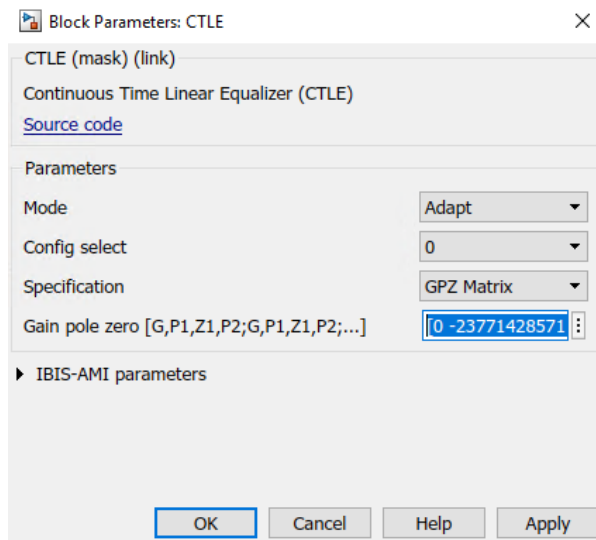 Block Parameters: CTLE
CTLE (mask) (link)
Continuous Time Linear Equalizer (CTLE)
Source code
Parameters
Mode Adapt
Config select 0
Specification GPZ Matrix
Gain pole zero [G,P1,Z1,P2;G,P1,Z1,P2;...] [0 -23771428571
IBIS-AMI parameters
OK Cancel Help Apply